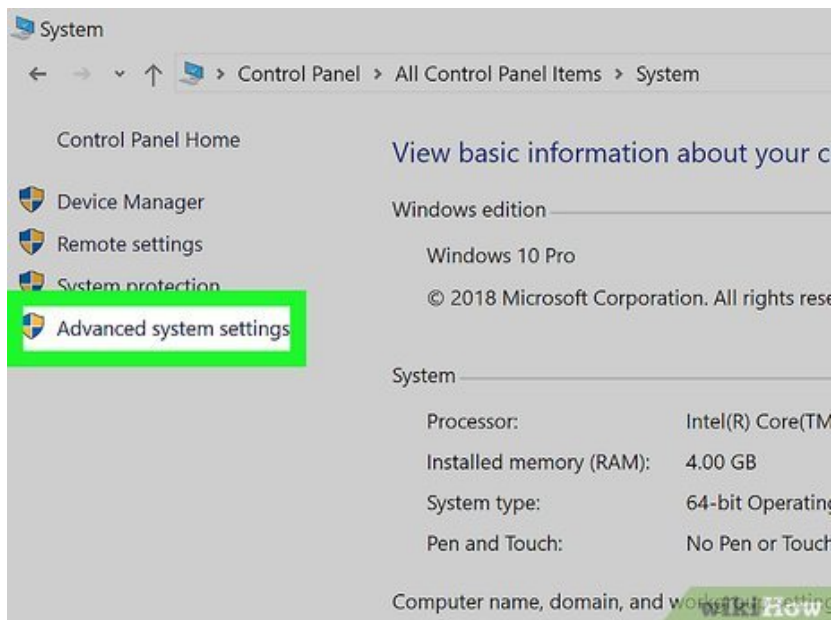 System
Control Panel > All Control Panel Items > System
Control Panel Home
Device Manager
Remote settings
System protection
Advanced system settings
View basic information about your c
Windows edition
Windows 10 Pro
© 2018 Microsoft Corporation. All rights rese
System
Processor: Intel(R) Core(TM
Installed memory (RAM): 4.00 GB
System type: 64-bit Operating
Pen and Touch: No Pen or Touch
Computer name, domain, and workgroup setting
wikiHow